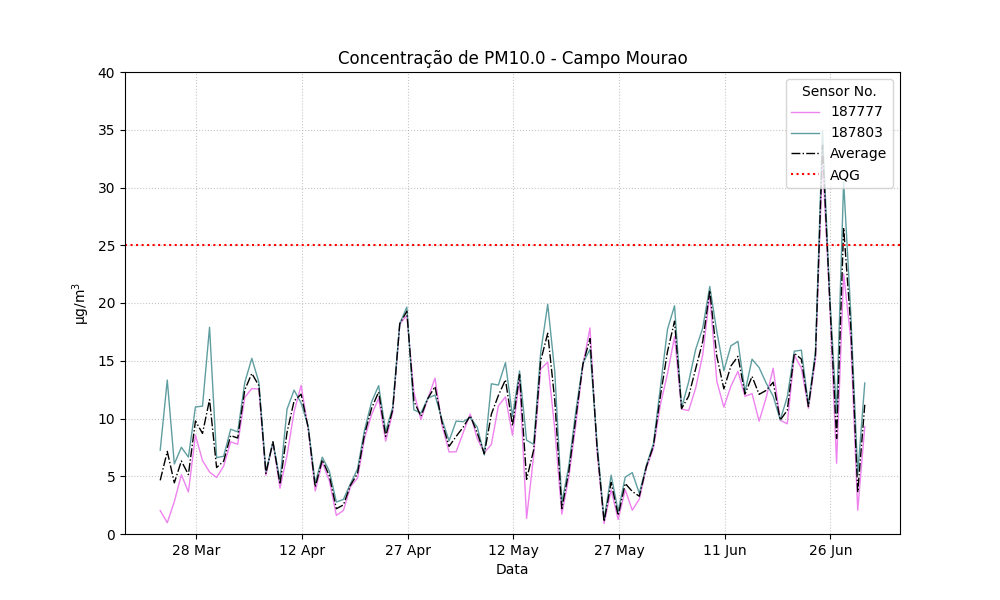 Concentração de PM10.0 - Campo Mourao
40
35
30
25
20
15
10
5
0
µg/m³
Sensor No.
187777
187803
Average
AQG
28 Mar
12 Apr
27 Apr
12 May
27 May
11 Jun
26 Jun
Data